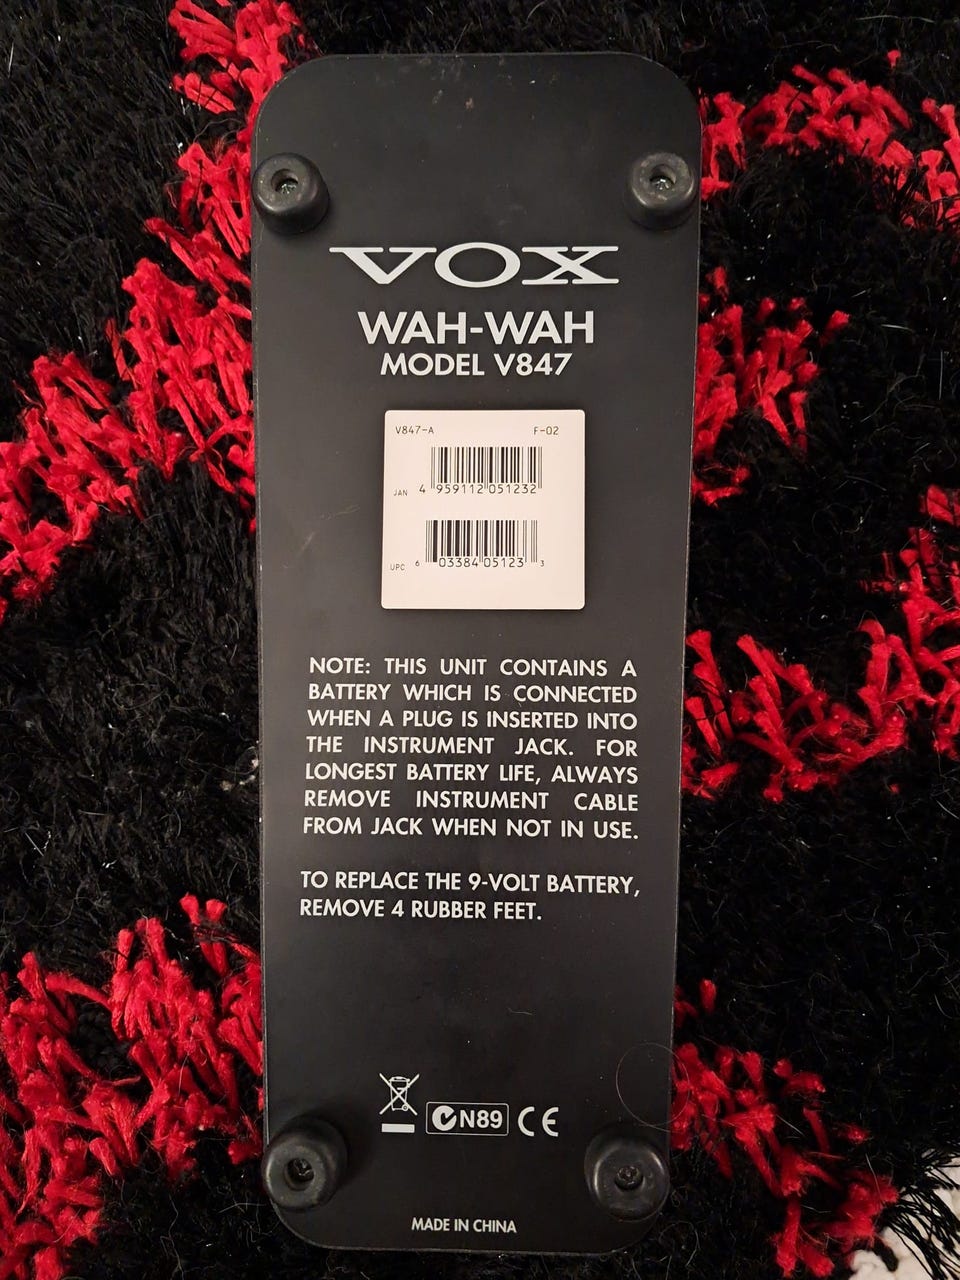 VOX
WAH-WAH
MODEL V847
V847-A F-02
JAN 4 959112 051232
UPC 6 03384 05123 3
NOTE: THIS UNIT CONTAINS A
BATTERY WHICH IS CONNECTED
WHEN A PLUG IS INSERTED INTO
THE INSTRUMENT JACK. FOR
LONGEST BATTERY LIFE, ALWAYS
REMOVE INSTRUMENT CABLE
FROM JACK WHEN NOT IN USE.
TO REPLACE THE 9-VOLT BATTERY,
REMOVE 4 RUBBER FEET.
N89 CE
MADE IN CHINA